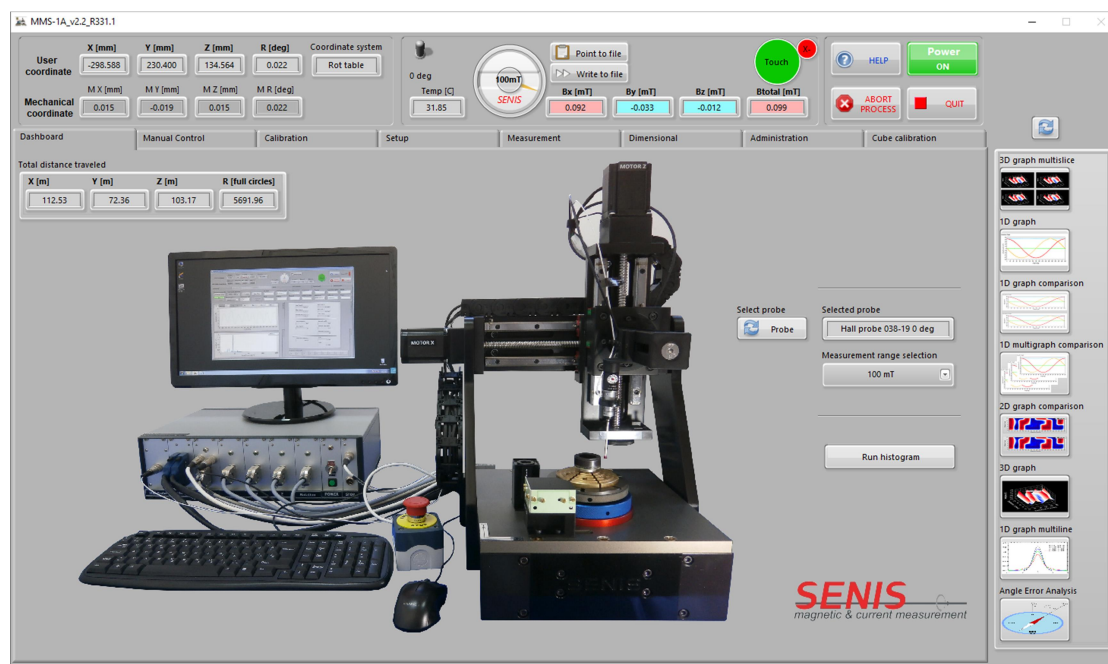 MMS-1A_v2.2_R331.1
User coordinate
X [mm] Y [mm] Z [mm] R [deg] Coordinate system
-298.588 230.400 134.564 0.022 Rot table
Mechanical coordinate
M X [mm] M Y [mm] M Z [mm] M R [deg]
0.015 -0.019 0.015 0.022
0 deg
Temp [C]
31.85
100mT
SENIS
Point to file
Write to file
Bx [mT] By [mT] Bz [mT] Btotal [mT]
0.092 -0.033 -0.012 0.099
Touch
X-
HELP
Power
ON
ABORT
PROCESS
QUIT
Dashboard Manual Control Calibration Setup Measurement Dimensional Administration Cube calibration
Total distance traveled
X [m] Y [m] Z [m] R [full circles]
112.53 72.36 103.17 5691.96
MOTOR Z
MOTOR X
POWER
SENIS
Select probe
Probe
Selected probe
Hall probe 038-19 0 deg
Measurement range selection
100 mT
Run histogram
SENIS
magnetic & current measurement
3D graph multislice
1D graph
1D graph comparison
1D multigraph comparison
2D graph comparison
3D graph
1D graph multiline
Angle Error Analysis